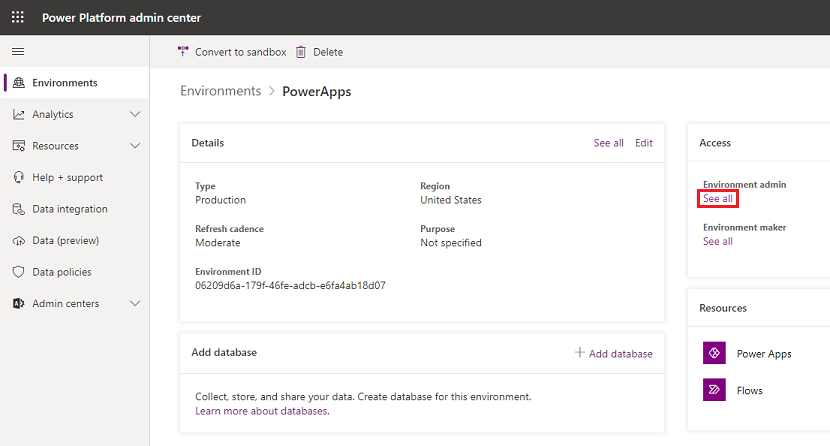 Power Platform admin center
Convert to sandbox Delete
Environments
Analytics
Resources
Help + support
Data integration
Data (preview)
Data policies
Admin centers
Environments > PowerApps
Details See all Edit
Type Region
Production United States
Refresh cadence Purpose
Moderate Not specified
Environment ID
06209d6a-179f-46fe-adcb-e6fa4ab18d07
Add database + Add database
Collect, store, and share your data. Create database for this environment.
Learn more about databases.
Access
Environment admin
See all
Environment maker
See all
Resources
Power Apps
Flows